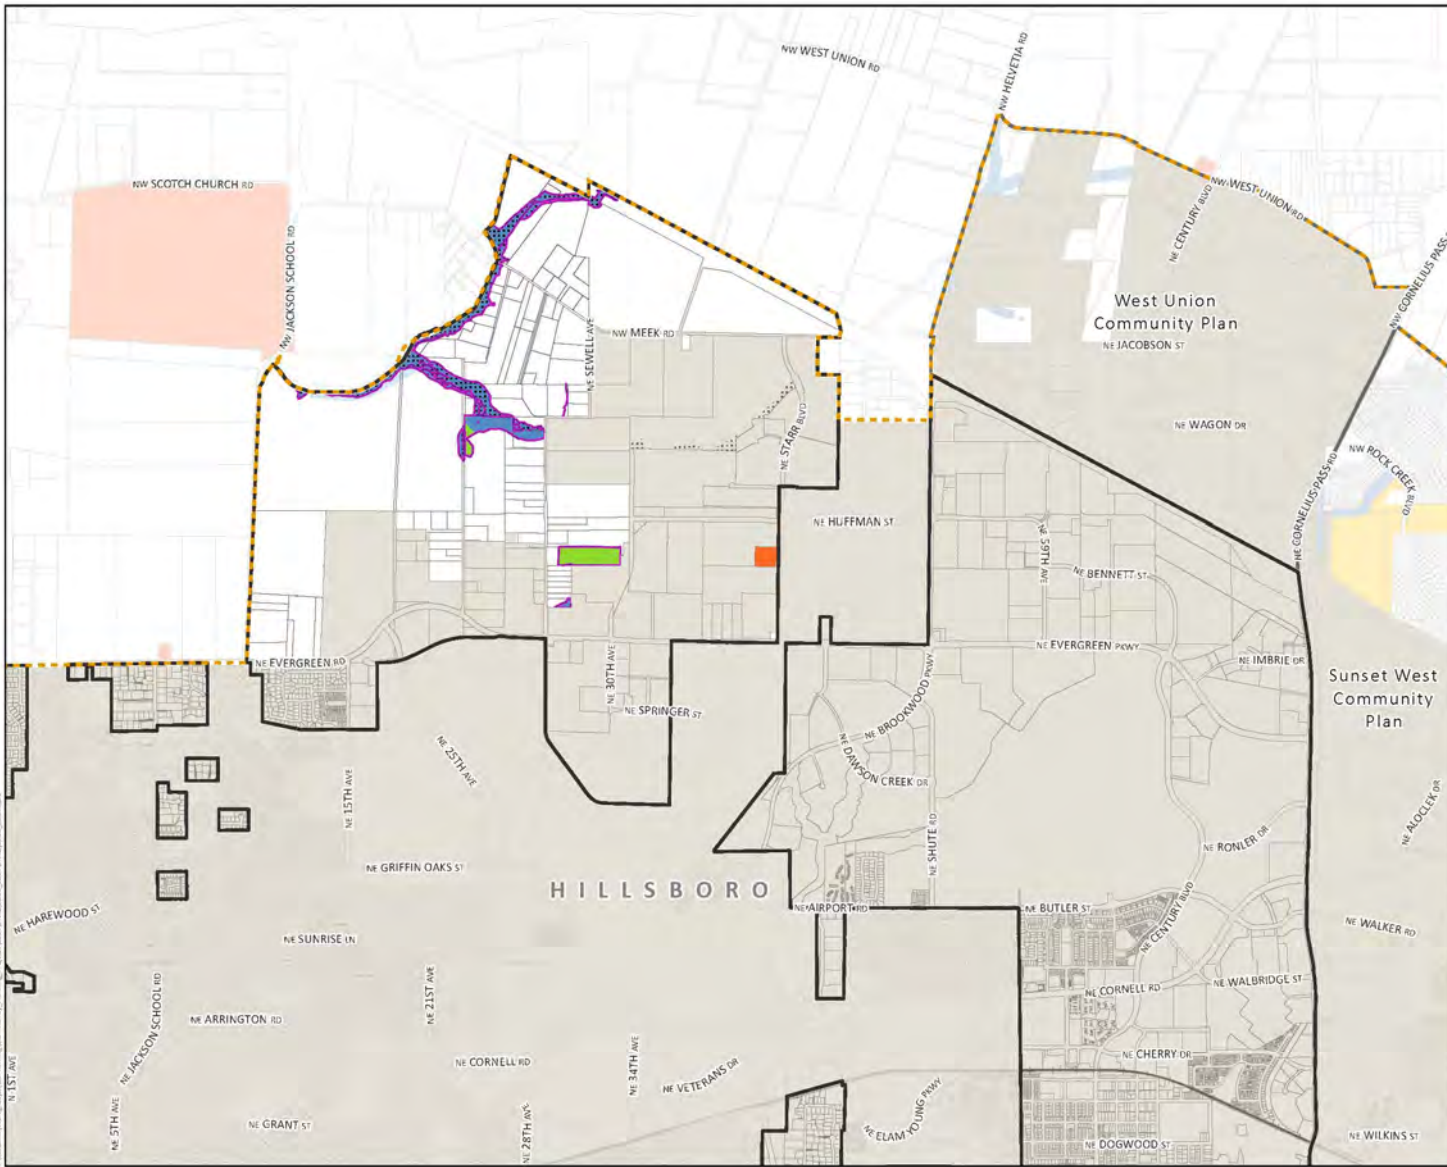 NW WEST UNION RD
NW HELVETIA RD
NW SCOTCH CHURCH RD
NW JACKSON SCHOOL RD
NE CENTURY BLVD
NW WEST UNION RD
NW CORNELIUS PASS
West Union
Community Plan
NE JACOBSON ST
NW MEEK RD
NE SEWELL AVE
NE STARR BLVD
NE WAGON DR
NW ROCK CREEK BLVD
NE CORNELIUS PASS RD
NE HUFFMAN ST
NE 59TH AVE
NE BENNETT ST
NE EVERGREEN RD
NE 30TH AVE
NE EVERGREEN PKWY
NE IMBRIE DR
NE SPRINGER ST
NE BROOKWOOD PKWY
Sunset West
Community
Plan
NE 25TH AVE
NE DAWSON CREEK DR
NE 15TH AVE
NE SHUTE RD
NE RONLER DR
NE ALOCLEK DR
NE GRIFFIN OAKS ST
HILLSBORO
NE AIRPORT RD
NE BUTLER ST
NE CENTURY BLVD
NE HAREWOOD ST
NE SUNRISE LN
NE WALKER RD
NE JACKSON SCHOOL RD
NE 21ST AVE
NE CORNELL RD
NE WALBRIDGE ST
NE ARRINGTON RD
NE CORNELL RD
NE 34TH AVE
NE VETERANS DR
NE CHERRY DR
N 1ST AVE
NE 5TH AVE
NE GRANT ST
NE 28TH AVE
NE ELAM YOUNG PKWY
NE DOGWOOD ST
NE WILKINS ST